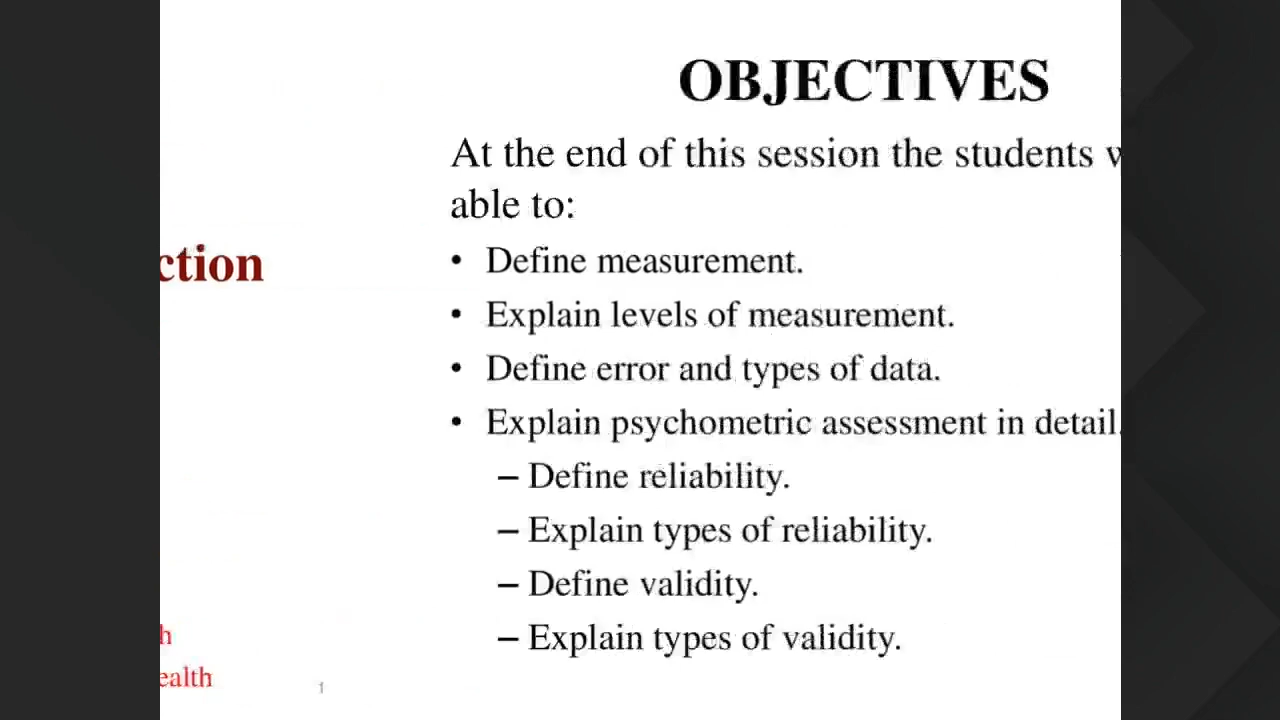 OBJECTIVES
At the end of this session the students
able to:
• Define measurement.
• Explain levels of measurement.
• Define error and types of data.
• Explain psychometric assessment in detail.
– Define reliability.
– Explain types of reliability.
– Define validity.
– Explain types of validity.
ction
h
ealth
1